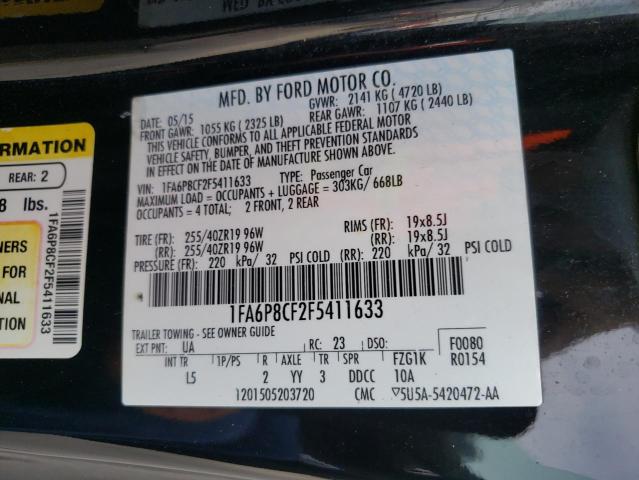 MFD. BY FORD MOTOR CO.
DATE: 05/15 GVWR: 2141 KG ( 4720 LB)
FRONT GAWR: 1055 KG ( 2325 LB) REAR GAWR: 1107 KG ( 2440 LB)
THIS VEHICLE CONFORMS TO ALL APPLICABLE FEDERAL MOTOR
VEHICLE SAFETY, BUMPER, AND THEFT PREVENTION STANDARDS
IN EFFECT ON THE DATE OF MANUFACTURE SHOWN ABOVE.
VIN: 1FA6P8CF2F5411633 TYPE: Passenger Car
MAXIMUM LOAD = OCCUPANTS + LUGGAGE = 303KG/ 668LB
OCCUPANTS = 4 TOTAL; 2 FRONT, 2 REAR
TIRE (FR): 255/40ZR19 96W RIMS (FR): 19x8.5J
(RR): 255/40ZR19 96W (RR): 19x8.5J
PRESSURE (FR): 220 kPa/ 32 PSI COLD (RR): 220 kPa/ 32 PSI COLD
1FA6P8CF2F5411633
TRAILER TOWING - SEE OWNER GUIDE
EXT PNT: UA RC: 23 DSO: F0080
INT TR 1P/PS R AXLE TR SPR FZG1K R0154
L5 2 YY 3 DDCC 10A
1201505203720 CMC ▽5U5A-5420472-AA
ORMATION
REAR: 2
8 lbs.
1FA6P8CF2F5411633
NERS
FOR
NAL